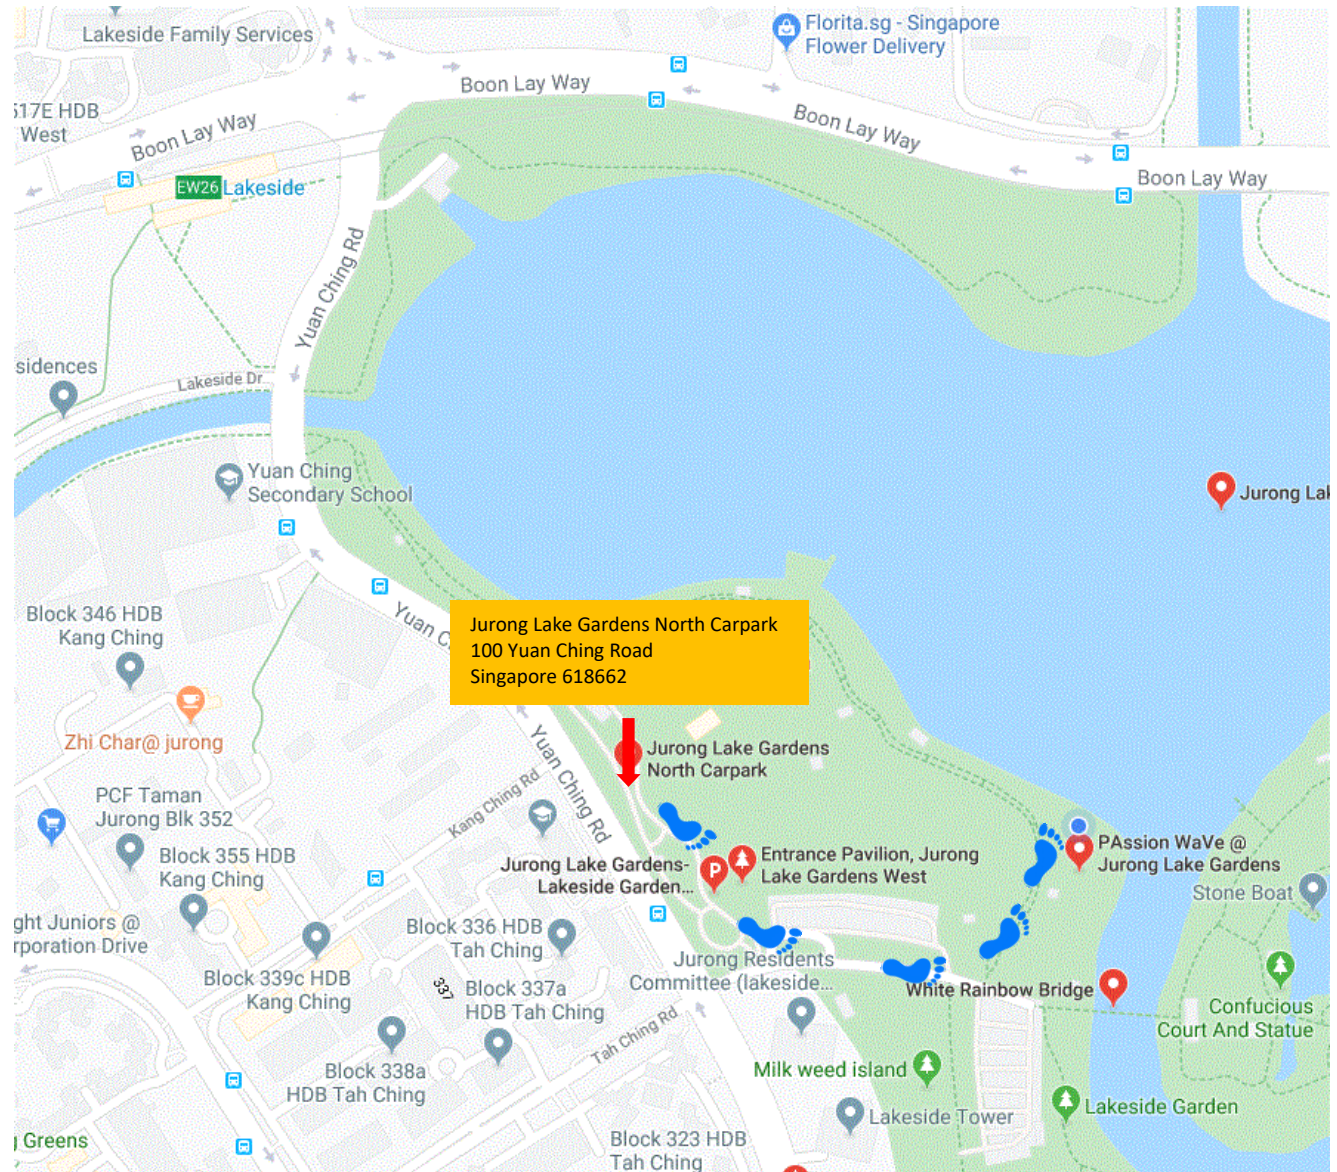 Lakeside Family Services
Florita.sg - Singapore
Flower Delivery
Boon Lay Way
517E HDB
West
Boon Lay Way
Boon Lay Way
Boon Lay Way
EW26 Lakeside
Yuan Ching Rd
sidences
Lakeside Dr
Yuan Ching
Secondary School
Jurong Lak
Block 346 HDB
Kang Ching
Yuan C
Jurong Lake Gardens North Carpark
100 Yuan Ching Road
Singapore 618662
Zhi Char@ jurong
Yuan Ching Rd
Jurong Lake Gardens
North Carpark
PCF Taman
Jurong Blk 352
Kang Ching Rd
Block 355 HDB
Kang Ching
Jurong Lake Gardens-
Lakeside Garden...
P
Entrance Pavilion, Jurong
Lake Gardens West
PAssion WaVe @
Jurong Lake Gardens
Stone Boat
ght Juniors @
rporation Drive
Block 336 HDB
Tah Ching
Jurong Residents
Committee (lakeside...
Block 339c HDB
Kang Ching
337
Block 337a
HDB Tah Ching
White Rainbow Bridge
Confucious
Court And Statue
Tah Ching Rd
Block 338a
HDB Tah Ching
Milk weed island
Lakeside Tower
Lakeside Garden
g Greens
Block 323 HDB
Tah Ching